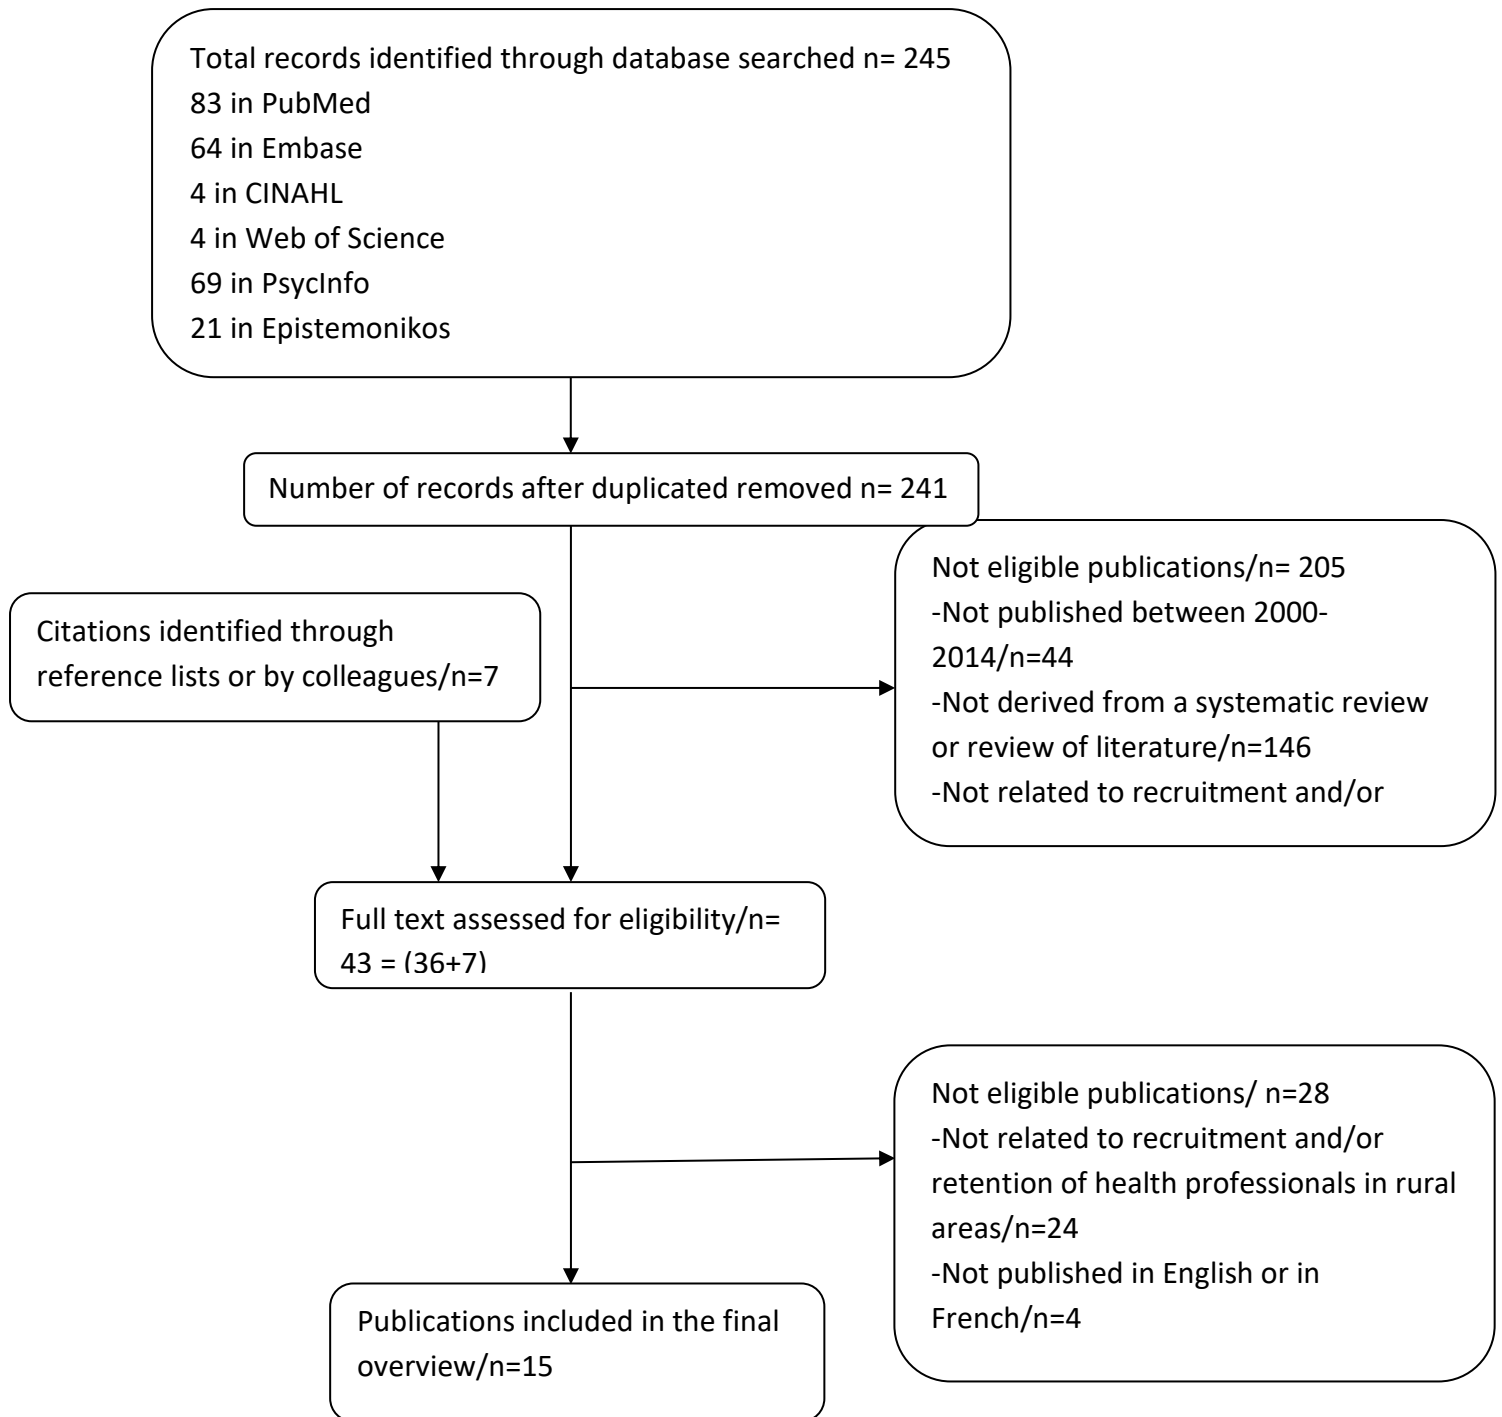 Total records identified through database searched n= 245
83 in PubMed
64 in Embase
4 in CINAHL
4 in Web of Science
69 in PsycInfo
21 in Epistemonikos
Number of records after duplicated removed n= 241
Not eligible publications/n= 205
-Not published between 2000-
2014/n=44
-Not derived from a systematic review
or review of literature/n=146
-Not related to recruitment and/or
Citations identified through
reference lists or by colleagues/n=7
Full text assessed for eligibility/n=
43 = (36+7)
Not eligible publications/ n=28
-Not related to recruitment and/or
retention of health professionals in rural
areas/n=24
-Not published in English or in
French/n=4
Publications included in the final
overview/n=15